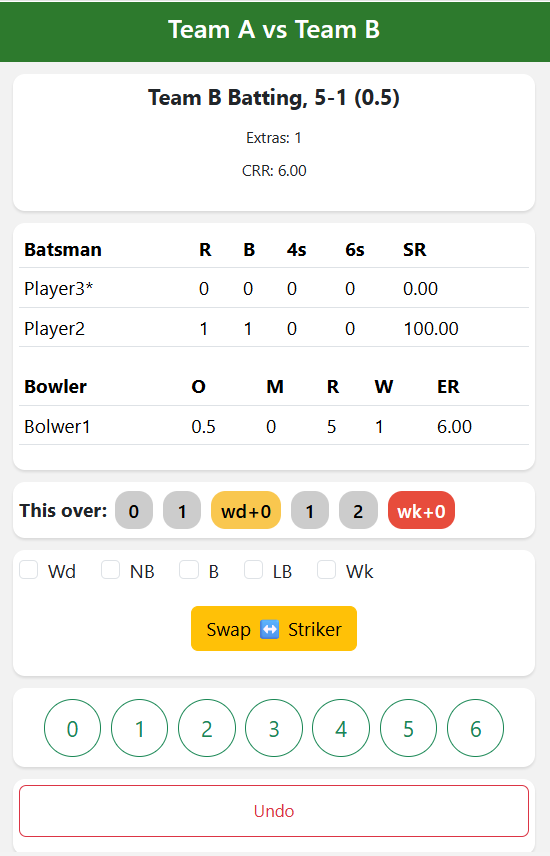 Team A vs Team B
Team B Batting, 5-1 (0.5)
Extras: 1
CRR: 6.00
Batsman R B 4s 6s SR
Player3* 0 0 0 0 0.00
Player2 1 1 0 0 100.00
Bowler O M R W ER
Bolwer1 0.5 0 5 1 6.00
This over: 0 1 wd+0 1 2 wk+0
Wd NB B LB Wk
Swap ↔️ Striker
0 1 2 3 4 5 6
Undo